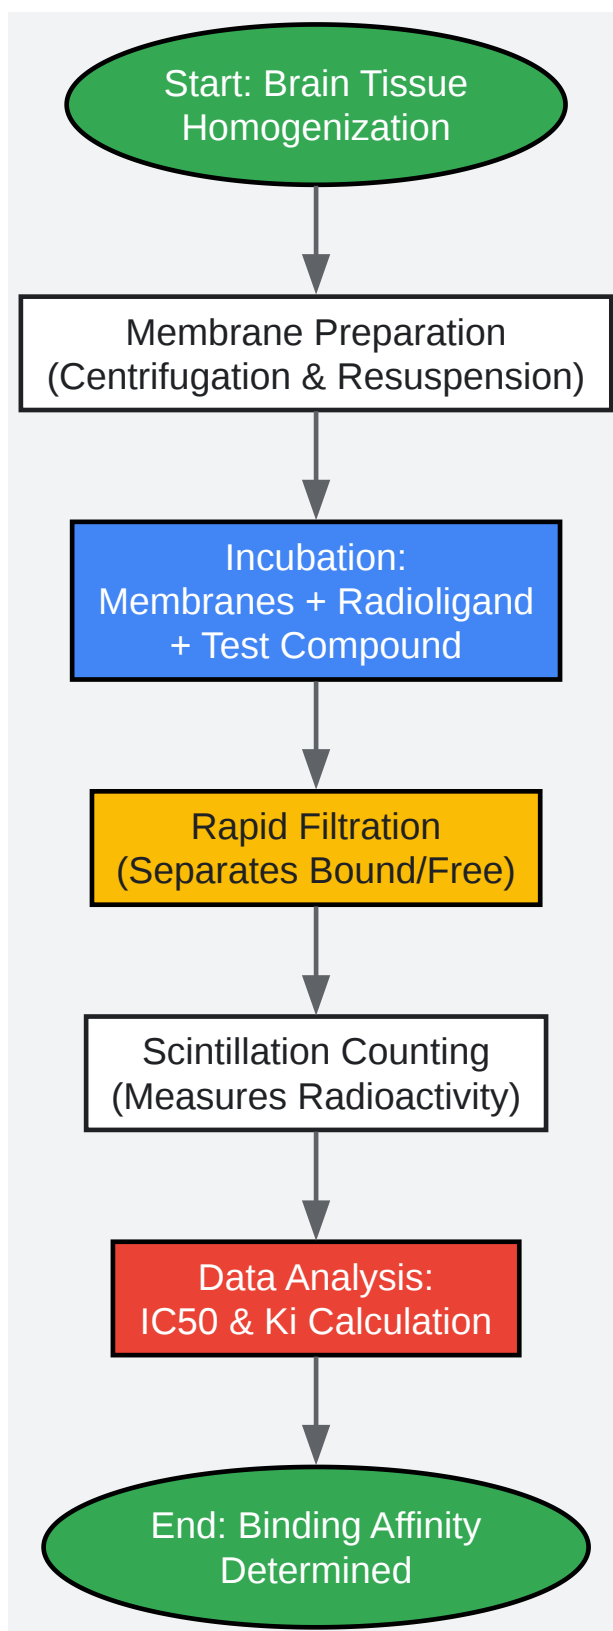 Start: Brain Tissue
Homogenization
Membrane Preparation
(Centrifugation & Resuspension)
Incubation:
Membranes + Radioligand
+ Test Compound
Rapid Filtration
(Separates Bound/Free)
Scintillation Counting
(Measures Radioactivity)
Data Analysis:
IC50 & Ki Calculation
End: Binding Affinity
Determined